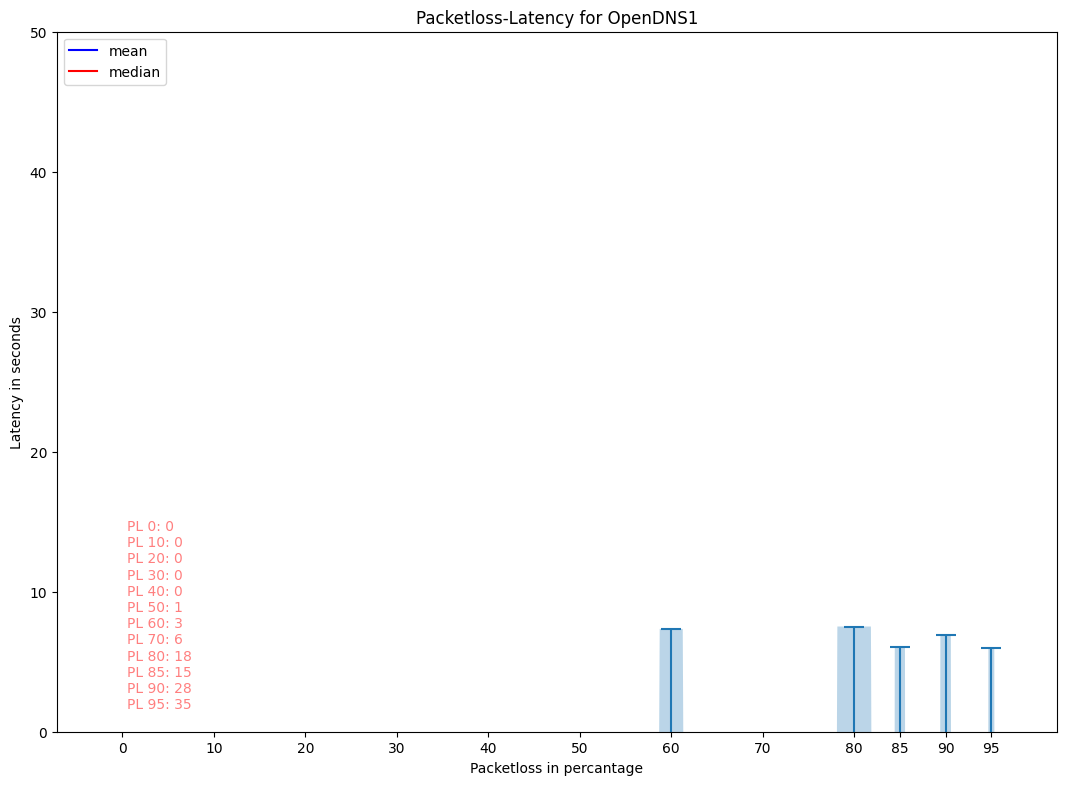 Packetloss-Latency for OpenDNS1
mean
median
Latency in seconds
50
40
30
20
10
0
PL 0: 0
PL 10: 0
PL 20: 0
PL 30: 0
PL 40: 0
PL 50: 1
PL 60: 3
PL 70: 6
PL 80: 18
PL 85: 15
PL 90: 28
PL 95: 35
0 10 20 30 40 50 60 70 80 85 90 95
Packetloss in percantage